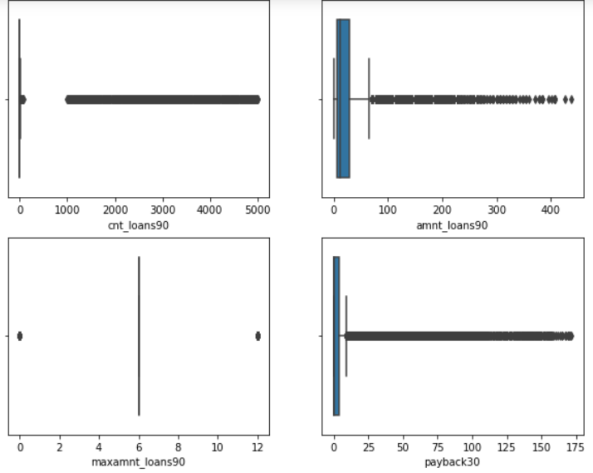 0 1000 2000 3000 4000 5000
cnt_loans90
0 100 200 300 400
amnt_loans90
0 2 4 6 8 10 12
maxamnt_loans90
0 25 50 75 100 125 150 175
payback30